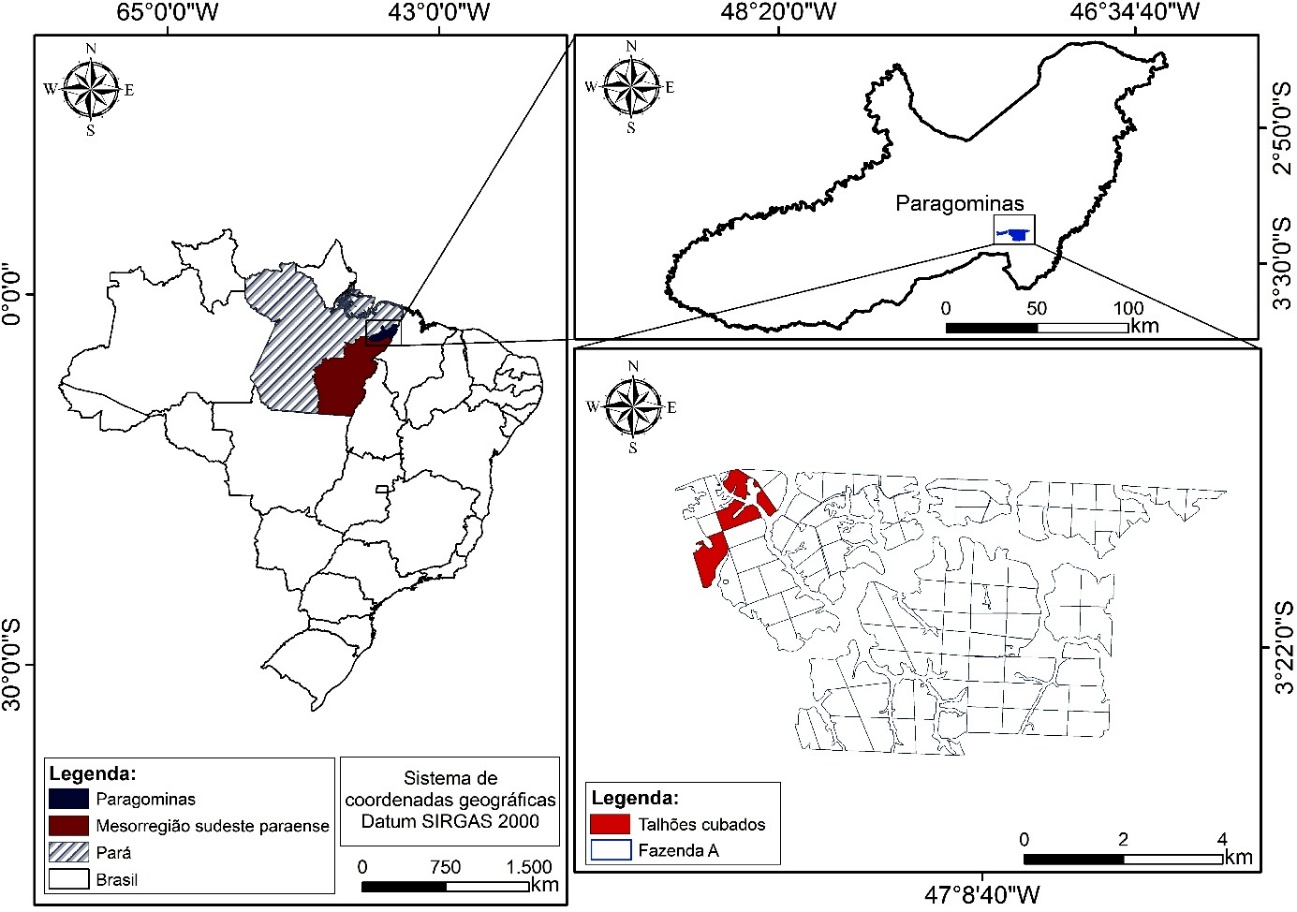 65°0'0"W
43°0'0"W
48°20'0"W
46°34'40"W
N
W
E
S
0°0'0"
30°0'0"S
Legenda:
Paragominas
Mesorregião sudeste paraense
Pará
Brasil
Sistema de
coordenadas geográficas
Datum SIRGAS 2000
0 750 1.500
km
N
W
E
S
Paragominas
0 50 100
km
2°50'0"S
3°30'0"S
N
W
E
S
Legenda:
Talhões cubados
Fazenda A
0 2 4
km
3°22'0"S
47°8'40"W